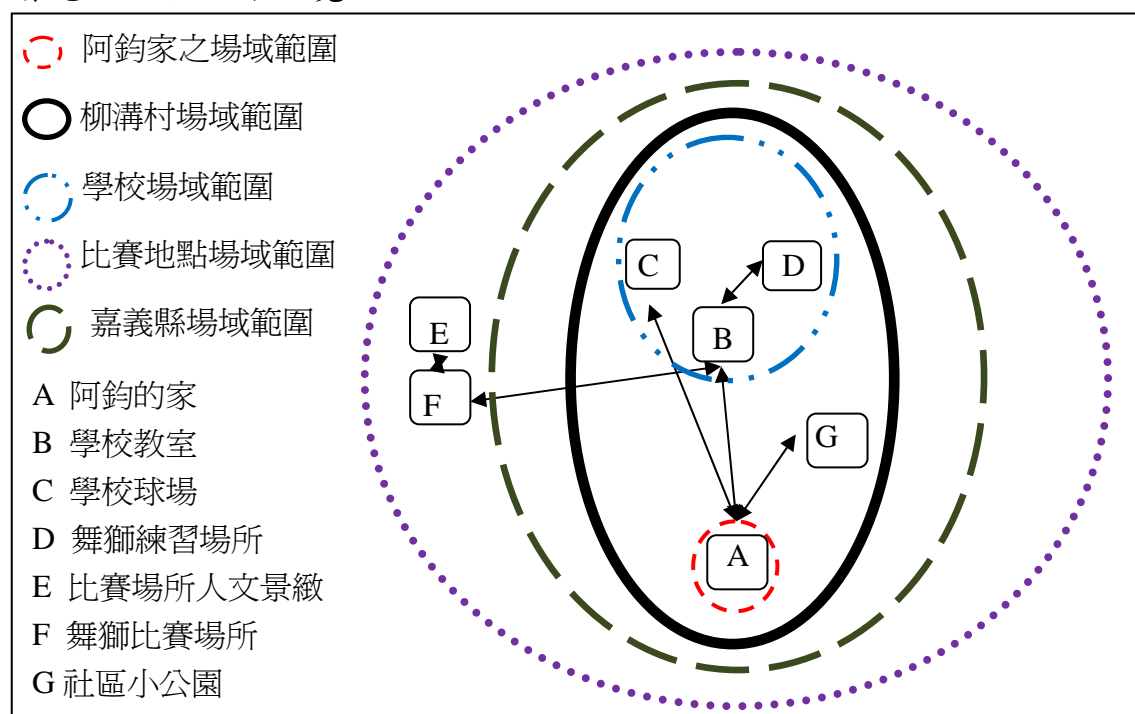 阿鈞家之場域範圍
柳溝村場域範圍
學校場域範圍
比賽地點場域範圍
嘉義縣場域範圍
A 阿鈞的家
B 學校教室
C 學校球場
D 舞獅練習場所
E 比賽場所人文景緻
F 舞獅比賽場所
G 社區小公園
C
D
B
E
F
G
A